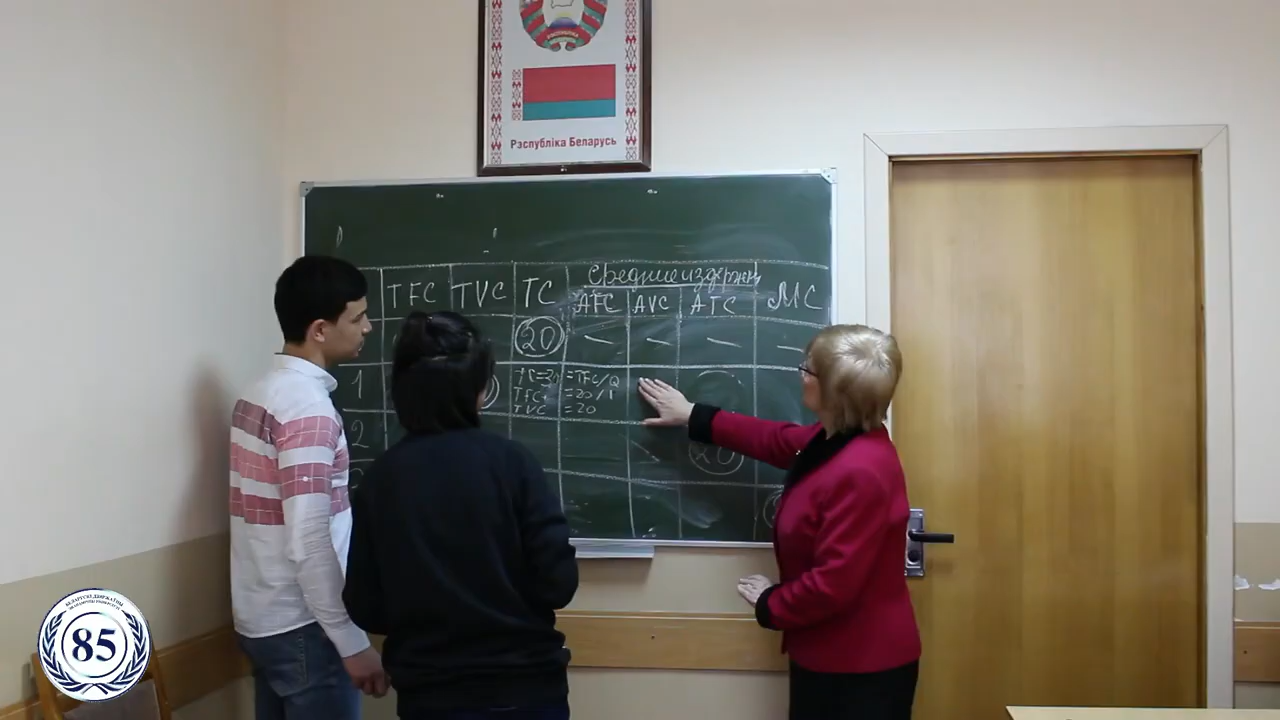 Рэспубліка Беларусь
Средние издержки
TFC TVC TC AFC AVC ATC MC
20 — — — —
1
TC=20 =TFC/Q
TFC+ =20/1
TVC =20
2
20
85